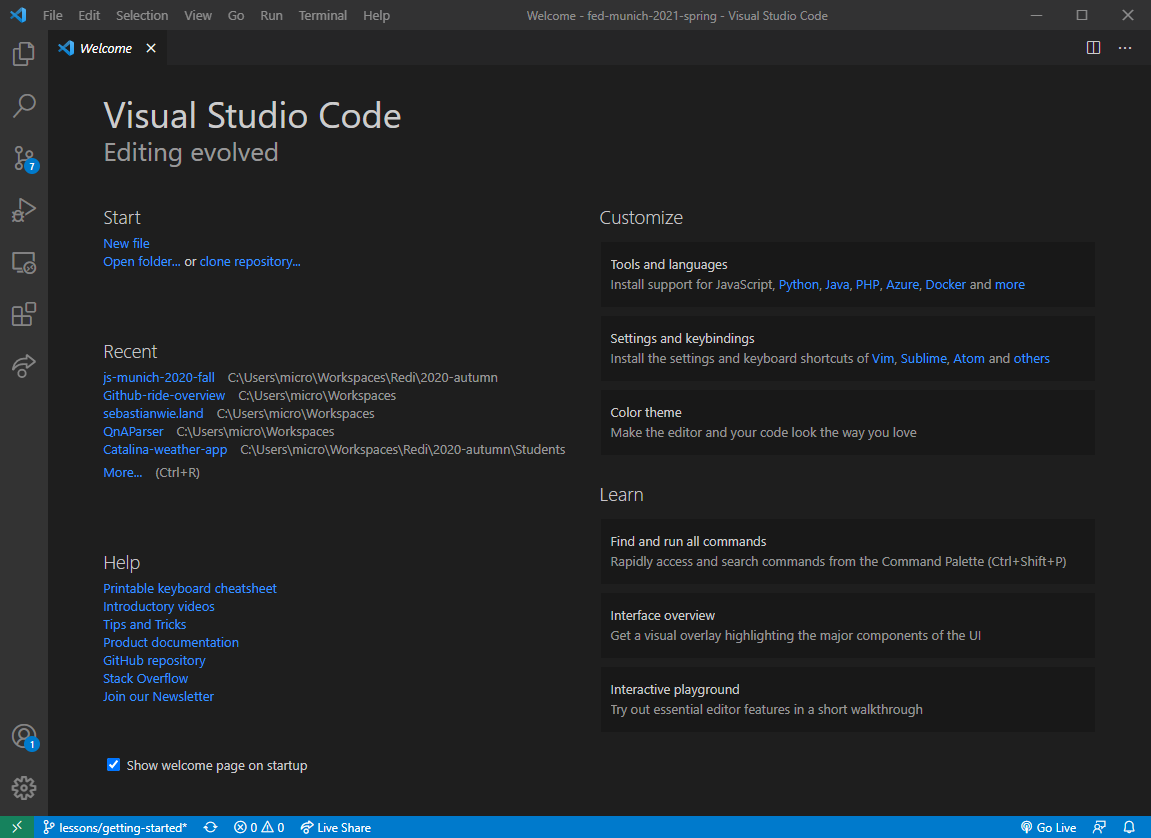 File Edit Selection View Go Run Terminal Help Welcome - fed-munich-2021-spring - Visual Studio Code
Welcome
7
Visual Studio Code
Editing evolved
Start
New file
Open folder... or clone repository...
Recent
js-munich-2020-fall C:\Users\micro\Workspaces\Redi\2020-autumn
Github-ride-overview C:\Users\micro\Workspaces
sebastianwie.land C:\Users\micro\Workspaces
QnAParser C:\Users\micro\Workspaces
Catalina-weather-app C:\Users\micro\Workspaces\Redi\2020-autumn\Students
More... (Ctrl+R)
Help
Printable keyboard cheatsheet
Introductory videos
Tips and Tricks
Product documentation
GitHub repository
Stack Overflow
Join our Newsletter
Show welcome page on startup
Customize
Tools and languages
Install support for JavaScript, Python, Java, PHP, Azure, Docker and more
Settings and keybindings
Install the settings and keyboard shortcuts of Vim, Sublime, Atom and others
Color theme
Make the editor and your code look the way you love
Learn
Find and run all commands
Rapidly access and search commands from the Command Palette (Ctrl+Shift+P)
Interface overview
Get a visual overlay highlighting the major components of the UI
Interactive playground
Try out essential editor features in a short walkthrough
1
lessons/getting-started* 0 0 Live Share Go Live